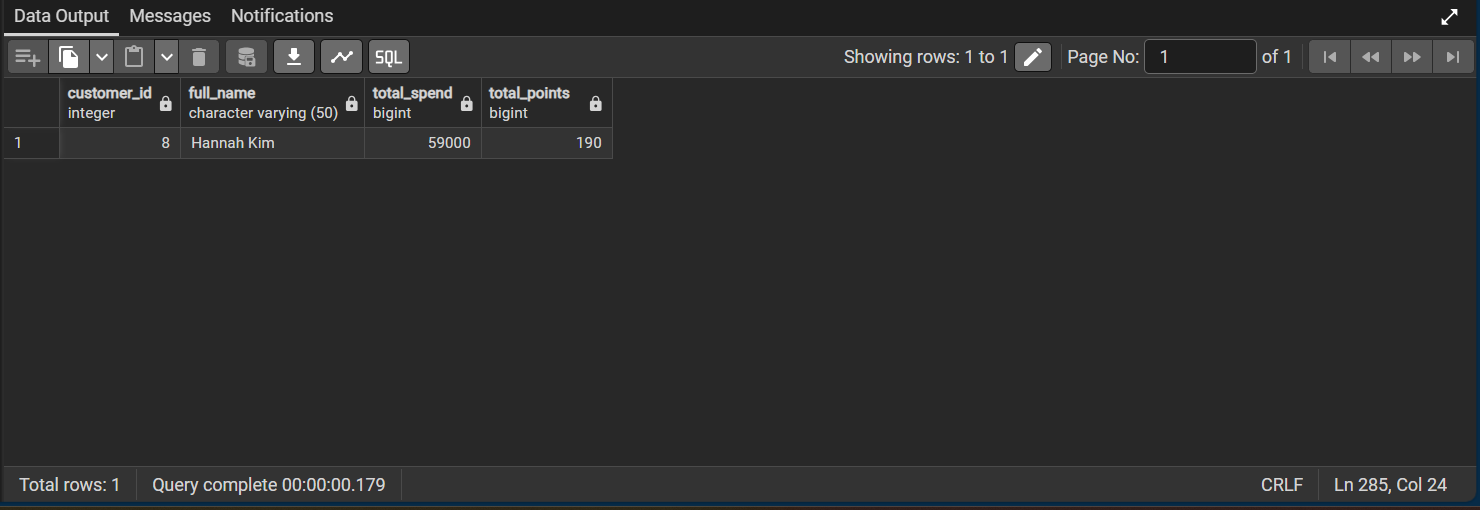 Data Output Messages Notifications
SQL Showing rows: 1 to 1 Page No: 1 of 1
customer_id full_name total_spend total_points
integer character varying (50) bigint bigint
1 8 Hannah Kim 59000 190
Total rows: 1 Query complete 00:00:00.179 CRLF Ln 285, Col 24